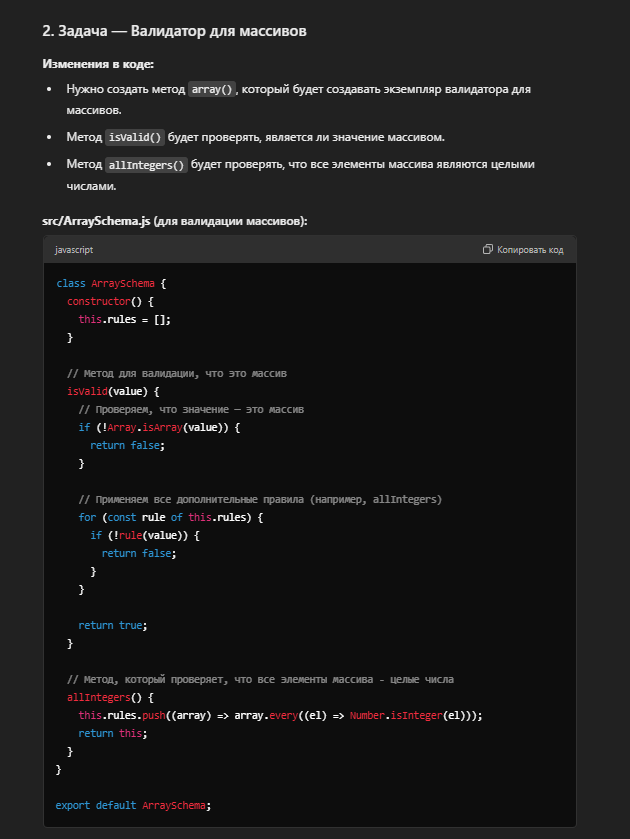 2. Задача — Валидатор для массивов
Изменения в коде:
• Нужно создать метод array(), который будет создавать экземпляр валидатора для
массивов.
• Метод isValid() будет проверять, является ли значение массивом.
• Метод allIntegers() будет проверять, что все элементы массива являются целыми
числами.
src/ArraySchema.js (для валидации массивов):
javascript Копировать код
class ArraySchema {
  constructor() {
    this.rules = [];
  }
  // Метод для валидации, что это массив
  isValid(value) {
    // Проверяем, что значение — это массив
    if (!Array.isArray(value)) {
      return false;
    }
    // Применяем все дополнительные правила (например, allIntegers)
    for (const rule of this.rules) {
      if (!rule(value)) {
        return false;
      }
    }
    return true;
  }
  // Метод, который проверяет, что все элементы массива - целые числа
  allIntegers() {
    this.rules.push((array) => array.every((el) => Number.isInteger(el)));
    return this;
  }
}
export default ArraySchema;